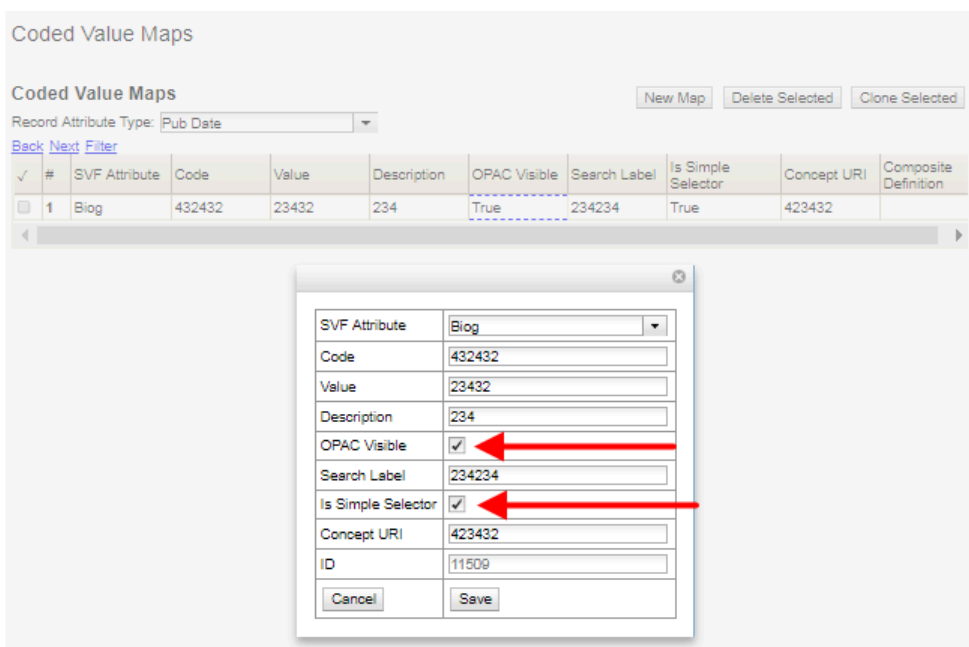 Coded Value Maps
Coded Value Maps
New Map Delete Selected Clone Selected
Record Attribute Type: Pub Date
Back Next Filter
✓ # SVF Attribute Code Value Description OPAC Visible Search Label Is Simple Selector Concept URI Composite Definition
1 Biog 432432 23432 234 True 234234 True 423432
SVF Attribute Biog
Code 432432
Value 23432
Description 234
OPAC Visible
Search Label 234234
Is Simple Selector
Concept URI 423432
ID 11509
Cancel Save